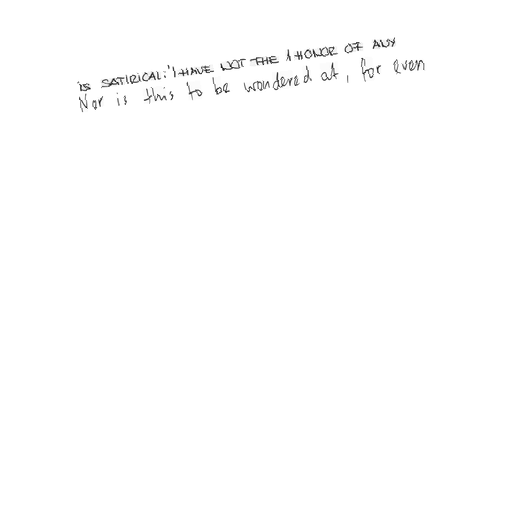 is SATIRICAL: 'I HAVE NOT THE HONOR OF ANY
Nor is this to be wondered at, for even